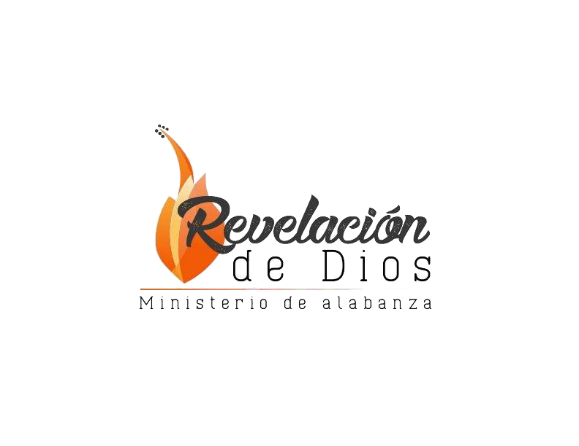 Revelación
de Dios
Ministerio de alabanza